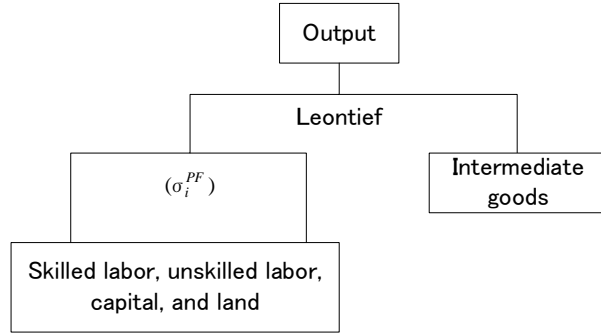 Output
Leontief
(σ_i^{PF})
Intermediate
goods
Skilled labor, unskilled labor,
capital, and land